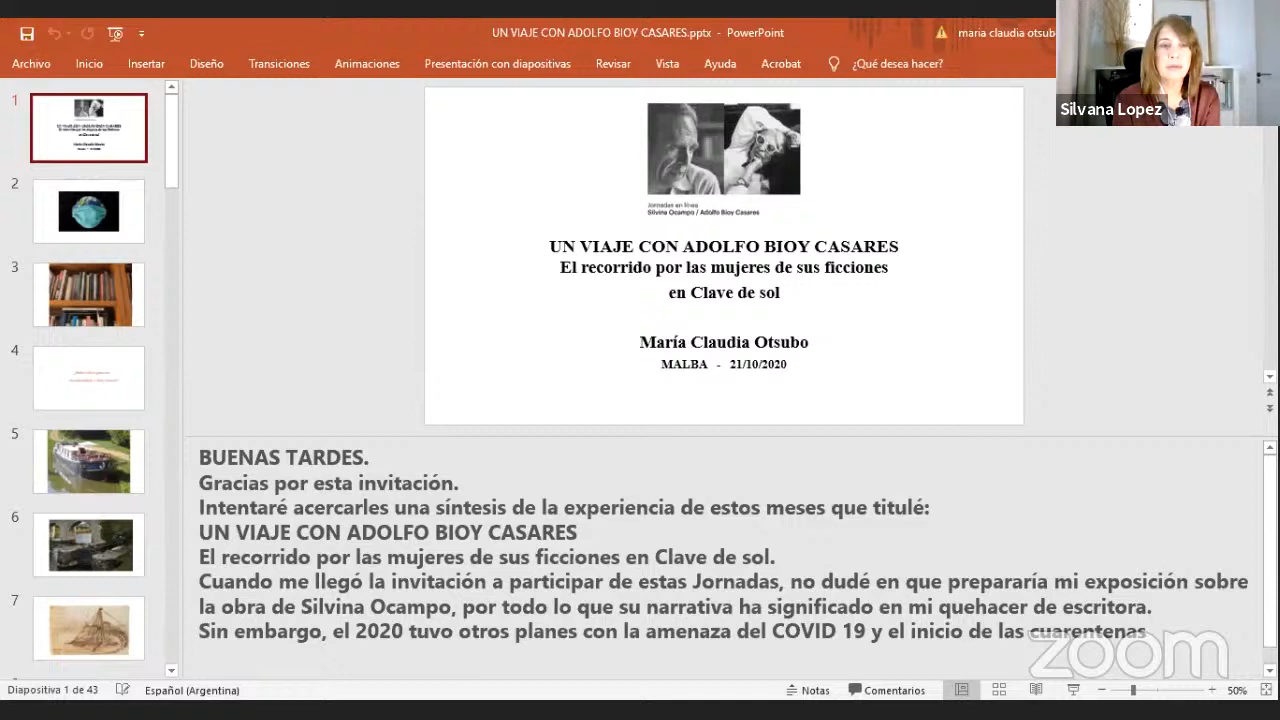 UN VIAJE CON ADOLFO BIOY CASARES.pptx - PowerPoint
maria claudia otsubo
Archivo Inicio Insertar Diseño Transiciones Animaciones Presentación con diapositivas Revisar Vista Ayuda Acrobat ¿Qué desea hacer?
Silvana Lopez
1
2
3
4
5
6
7
Jornadas en línea
Silvina Ocampo / Adolfo Bioy Casares
UN VIAJE CON ADOLFO BIOY CASARES
El recorrido por las mujeres de sus ficciones
en Clave de sol
María Claudia Otsubo
MALBA - 21/10/2020
BUENAS TARDES.
Gracias por esta invitación.
Intentaré acercarles una síntesis de la experiencia de estos meses que titulé:
UN VIAJE CON ADOLFO BIOY CASARES
El recorrido por las mujeres de sus ficciones en Clave de sol.
Cuando me llegó la invitación a participar de estas Jornadas, no dudé en que prepararía mi exposición sobre
la obra de Silvina Ocampo, por todo lo que su narrativa ha significado en mi quehacer de escritora.
Sin embargo, el 2020 tuvo otros planes con la amenaza del COVID 19 y el inicio de las cuarentenas
zoom
Diapositiva 1 de 43 Español (Argentina) Notas Comentarios 50%